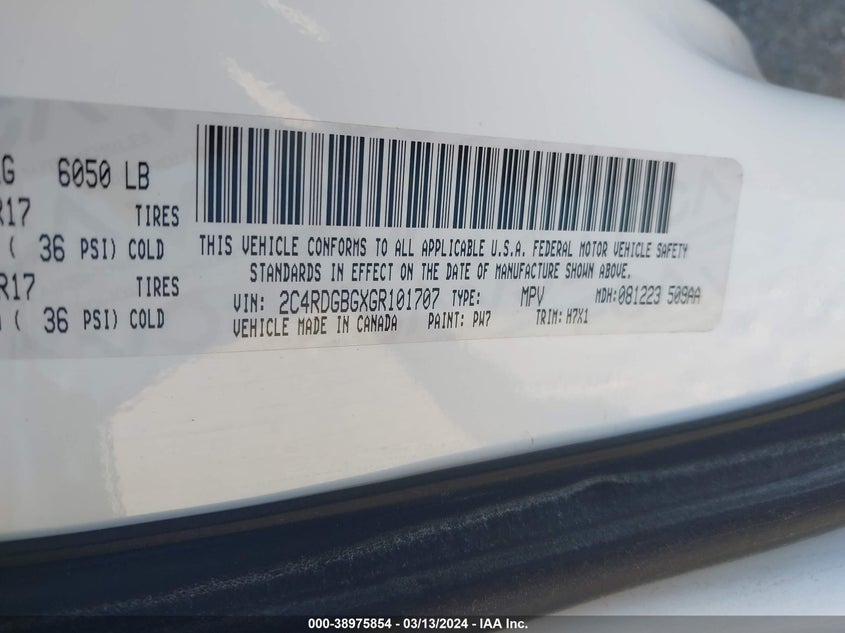 G 6050 LB
R17 TIRES
( 36 PSI) COLD
R17 TIRES
( 36 PSI) COLD
THIS VEHICLE CONFORMS TO ALL APPLICABLE U.S.A. FEDERAL MOTOR VEHICLE SAFETY
STANDARDS IN EFFECT ON THE DATE OF MANUFACTURE SHOWN ABOVE.
VIN: 2C4RDGBGXGR101707 TYPE: MPV MDH:081223 509AA
VEHICLE MADE IN CANADA PAINT: PW7 TRIM: H7X1
000-38975854 - 03/13/2024 - IAA Inc.